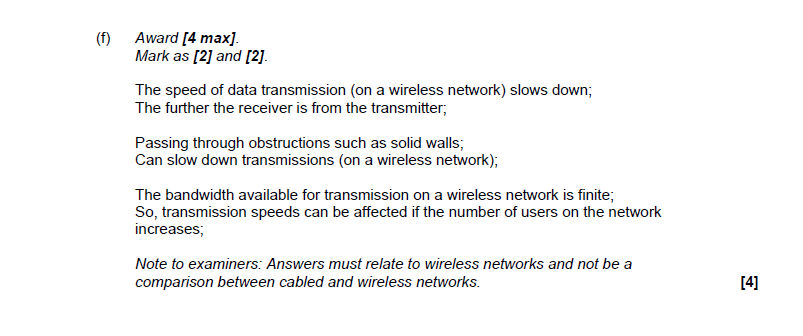 (f) Award [4 max].
Mark as [2] and [2].
The speed of data transmission (on a wireless network) slows down;
The further the receiver is from the transmitter;
Passing through obstructions such as solid walls;
Can slow down transmissions (on a wireless network);
The bandwidth available for transmission on a wireless network is finite;
So, transmission speeds can be affected if the number of users on the network
increases;
Note to examiners: Answers must relate to wireless networks and not be a
comparison between cabled and wireless networks. [4]